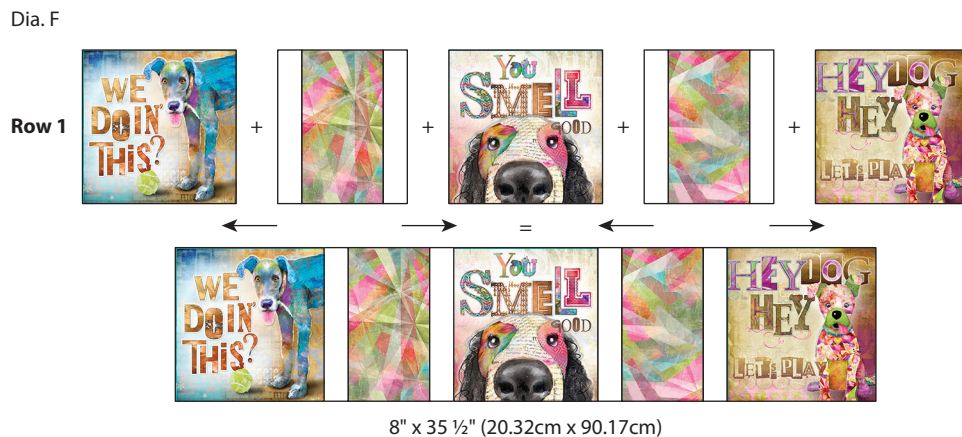 Dia. F
Row 1
WE
DOIN'
THIS?
+
+
YOU
SMELL
GOOD
+
+
HEY DOG
HEY
LET'S PLAY
=
WE
DOIN'
THIS?
YOU
SMELL
GOOD
HEY DOG
HEY
LET'S PLAY
8" x 35 ½" (20.32cm x 90.17cm)